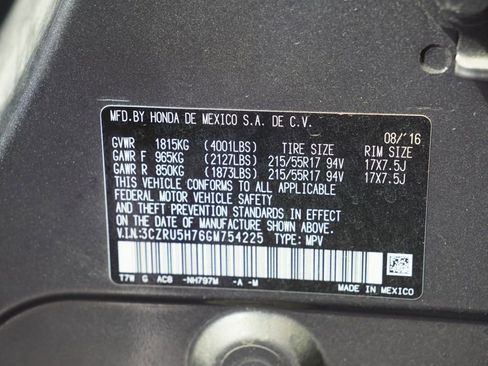 MFD.BY HONDA DE MEXICO S.A. DE C.V.
08/'16
GVWR 1815KG (4001LBS) TIRE SIZE RIM SIZE
GAWR F 965KG (2127LBS) 215/55R17 94V 17X7.5J
GAWR R 850KG (1873LBS) 215/55R17 94V 17X7.5J
THIS VEHICLE CONFORMS TO ALL APPLICABLE
FEDERAL MOTOR VEHICLE SAFETY
AND THEFT PREVENTION STANDARDS IN EFFECT
ON THE DATE OF MANUFACTURE SHOWN ABOVE.
V.I.N.:3CZRU5H76GM754225 TYPE: MPV
T7W G AC8 -NH797M -A -M
MADE IN MEXICO